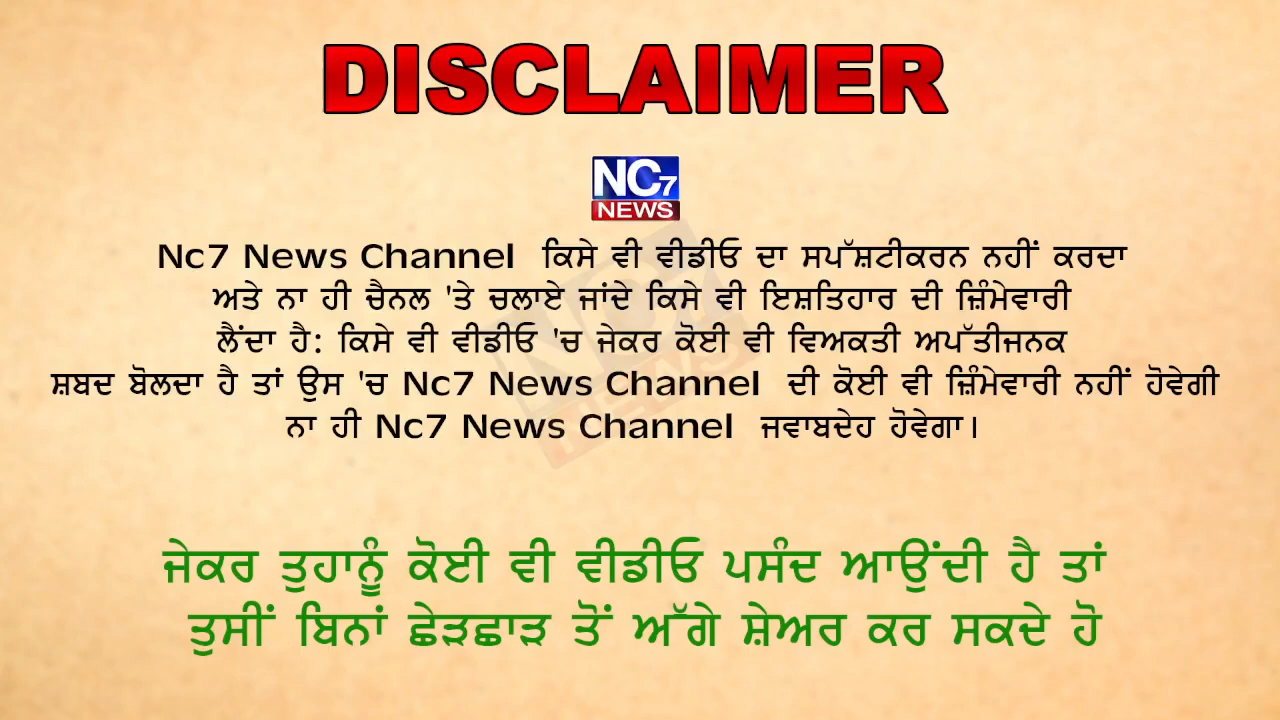 DISCLAIMER
NC7
NEWS
Nc7 News Channel ਕਿਸੇ ਵੀ ਵੀਡੀਓ ਦਾ ਸਪੱਸ਼ਟੀਕਰਨ ਨਹੀਂ ਕਰਦਾ
ਅਤੇ ਨਾ ਹੀ ਚੈਨਲ 'ਤੇ ਚਲਾਏ ਜਾਂਦੇ ਕਿਸੇ ਵੀ ਇਸ਼ਤਿਹਾਰ ਦੀ ਜ਼ਿੰਮੇਵਾਰੀ
ਲੈਂਦਾ ਹੈ: ਕਿਸੇ ਵੀ ਵੀਡੀਓ 'ਚ ਜੇਕਰ ਕੋਈ ਵੀ ਵਿਅਕਤੀ ਅਪੱਤੀਜਨਕ
ਸ਼ਬਦ ਬੋਲਦਾ ਹੈ ਤਾਂ ਉਸ 'ਚ Nc7 News Channel ਦੀ ਕੋਈ ਵੀ ਜ਼ਿੰਮੇਵਾਰੀ ਨਹੀਂ ਹੋਵੇਗੀ
ਨਾ ਹੀ Nc7 News Channel ਜਵਾਬਦੇਹ ਹੋਵੇਗਾ।
ਜੇਕਰ ਤੁਹਾਨੂੰ ਕੋਈ ਵੀ ਵੀਡੀਓ ਪਸੰਦ ਆਉਂਦੀ ਹੈ ਤਾਂ
ਤੁਸੀਂ ਬਿਨਾਂ ਛੇੜਛਾੜ ਤੋਂ ਅੱਗੇ ਸ਼ੇਅਰ ਕਰ ਸਕਦੇ ਹੋ